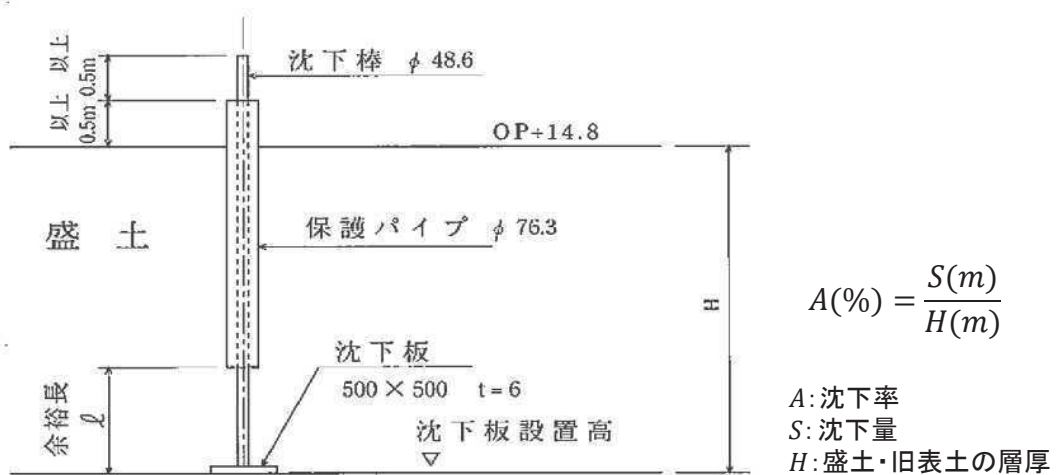 沈下棒 φ 48.6
以上 以上
0.5m 0.5m
OP+14.8
盛 土
保護パイプ φ 76.3
H
A(%) = S(m)
H(m)
沈下板
500 × 500 t = 6
余裕長
ℓ
沈下板設置高
A:沈下率
S:沈下量
H:盛土・旧表土の層厚